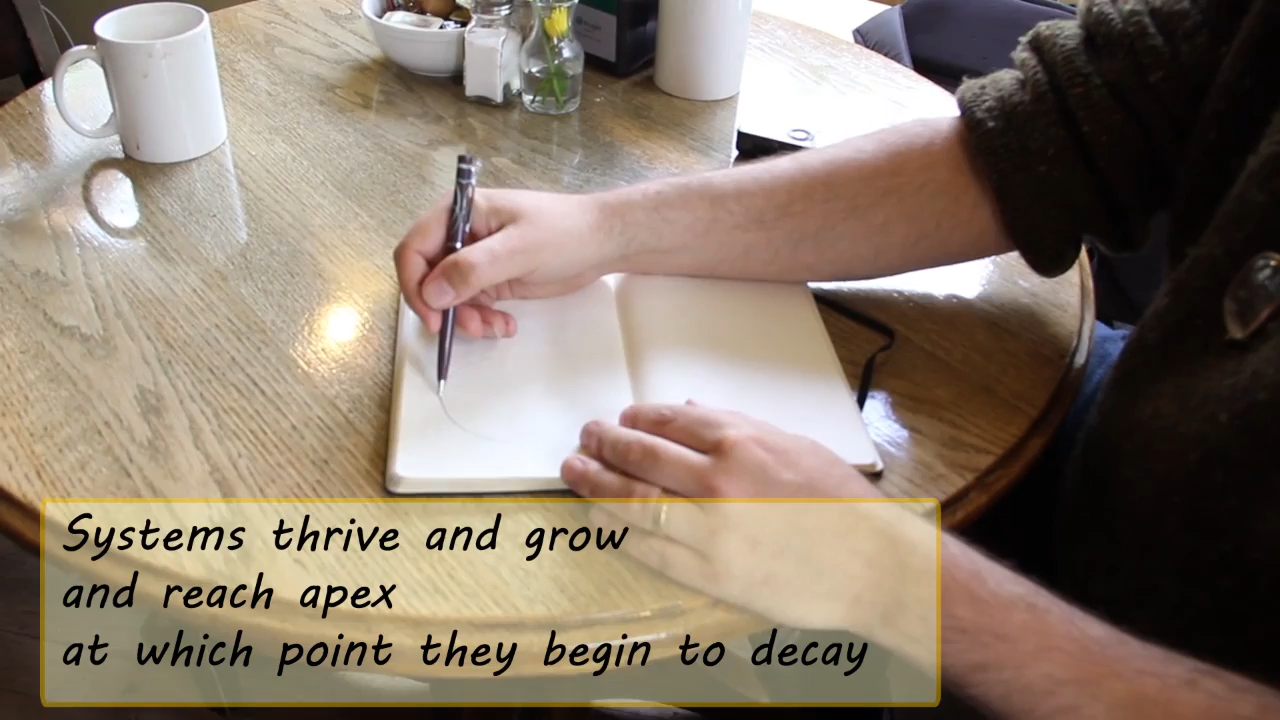 Systems thrive and grow
and reach apex
at which point they begin to decay